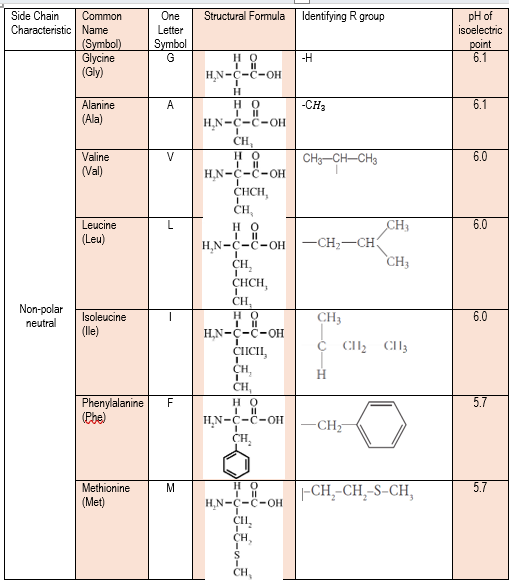 Side Chain Characteristic	Common Name (Symbol)	One Letter Symbol	Structural Formula	Identifying R group	pH of isoelectric point
Non-polar neutral
Glycine (Gly)	G	-H	6.1
H O
H₂N-C-C-OH
H
Alanine (Ala)	A	-CH₃	6.1
H O
H₂N-C-C-OH
CH₃
Valine (Val)	V	CH₃—CH—CH₃	6.0
H O
H₂N-C-C-OH
CHCH₃
CH₃
Leucine (Leu)	L	6.0
H O
H₂N-C-C-OH
CH₂
CHCH₃
CH₃
CH₃
—CH₂—CH
CH₃
Isoleucine (Ile)	I	6.0
H O
H₂N-C-C-OH
CHCH₃
CH₂
CH₃
CH₃
C CH₂ CH₃
H
Phenylalanine (Phe)	F	—CH₂	5.7
H O
H₂N-C-C-OH
CH₂
Methionine (Met)	M	-CH₂-CH₂-S-CH₃	5.7
H O
H₂N-C-C-OH
CH₂
CH₂
S
CH₃